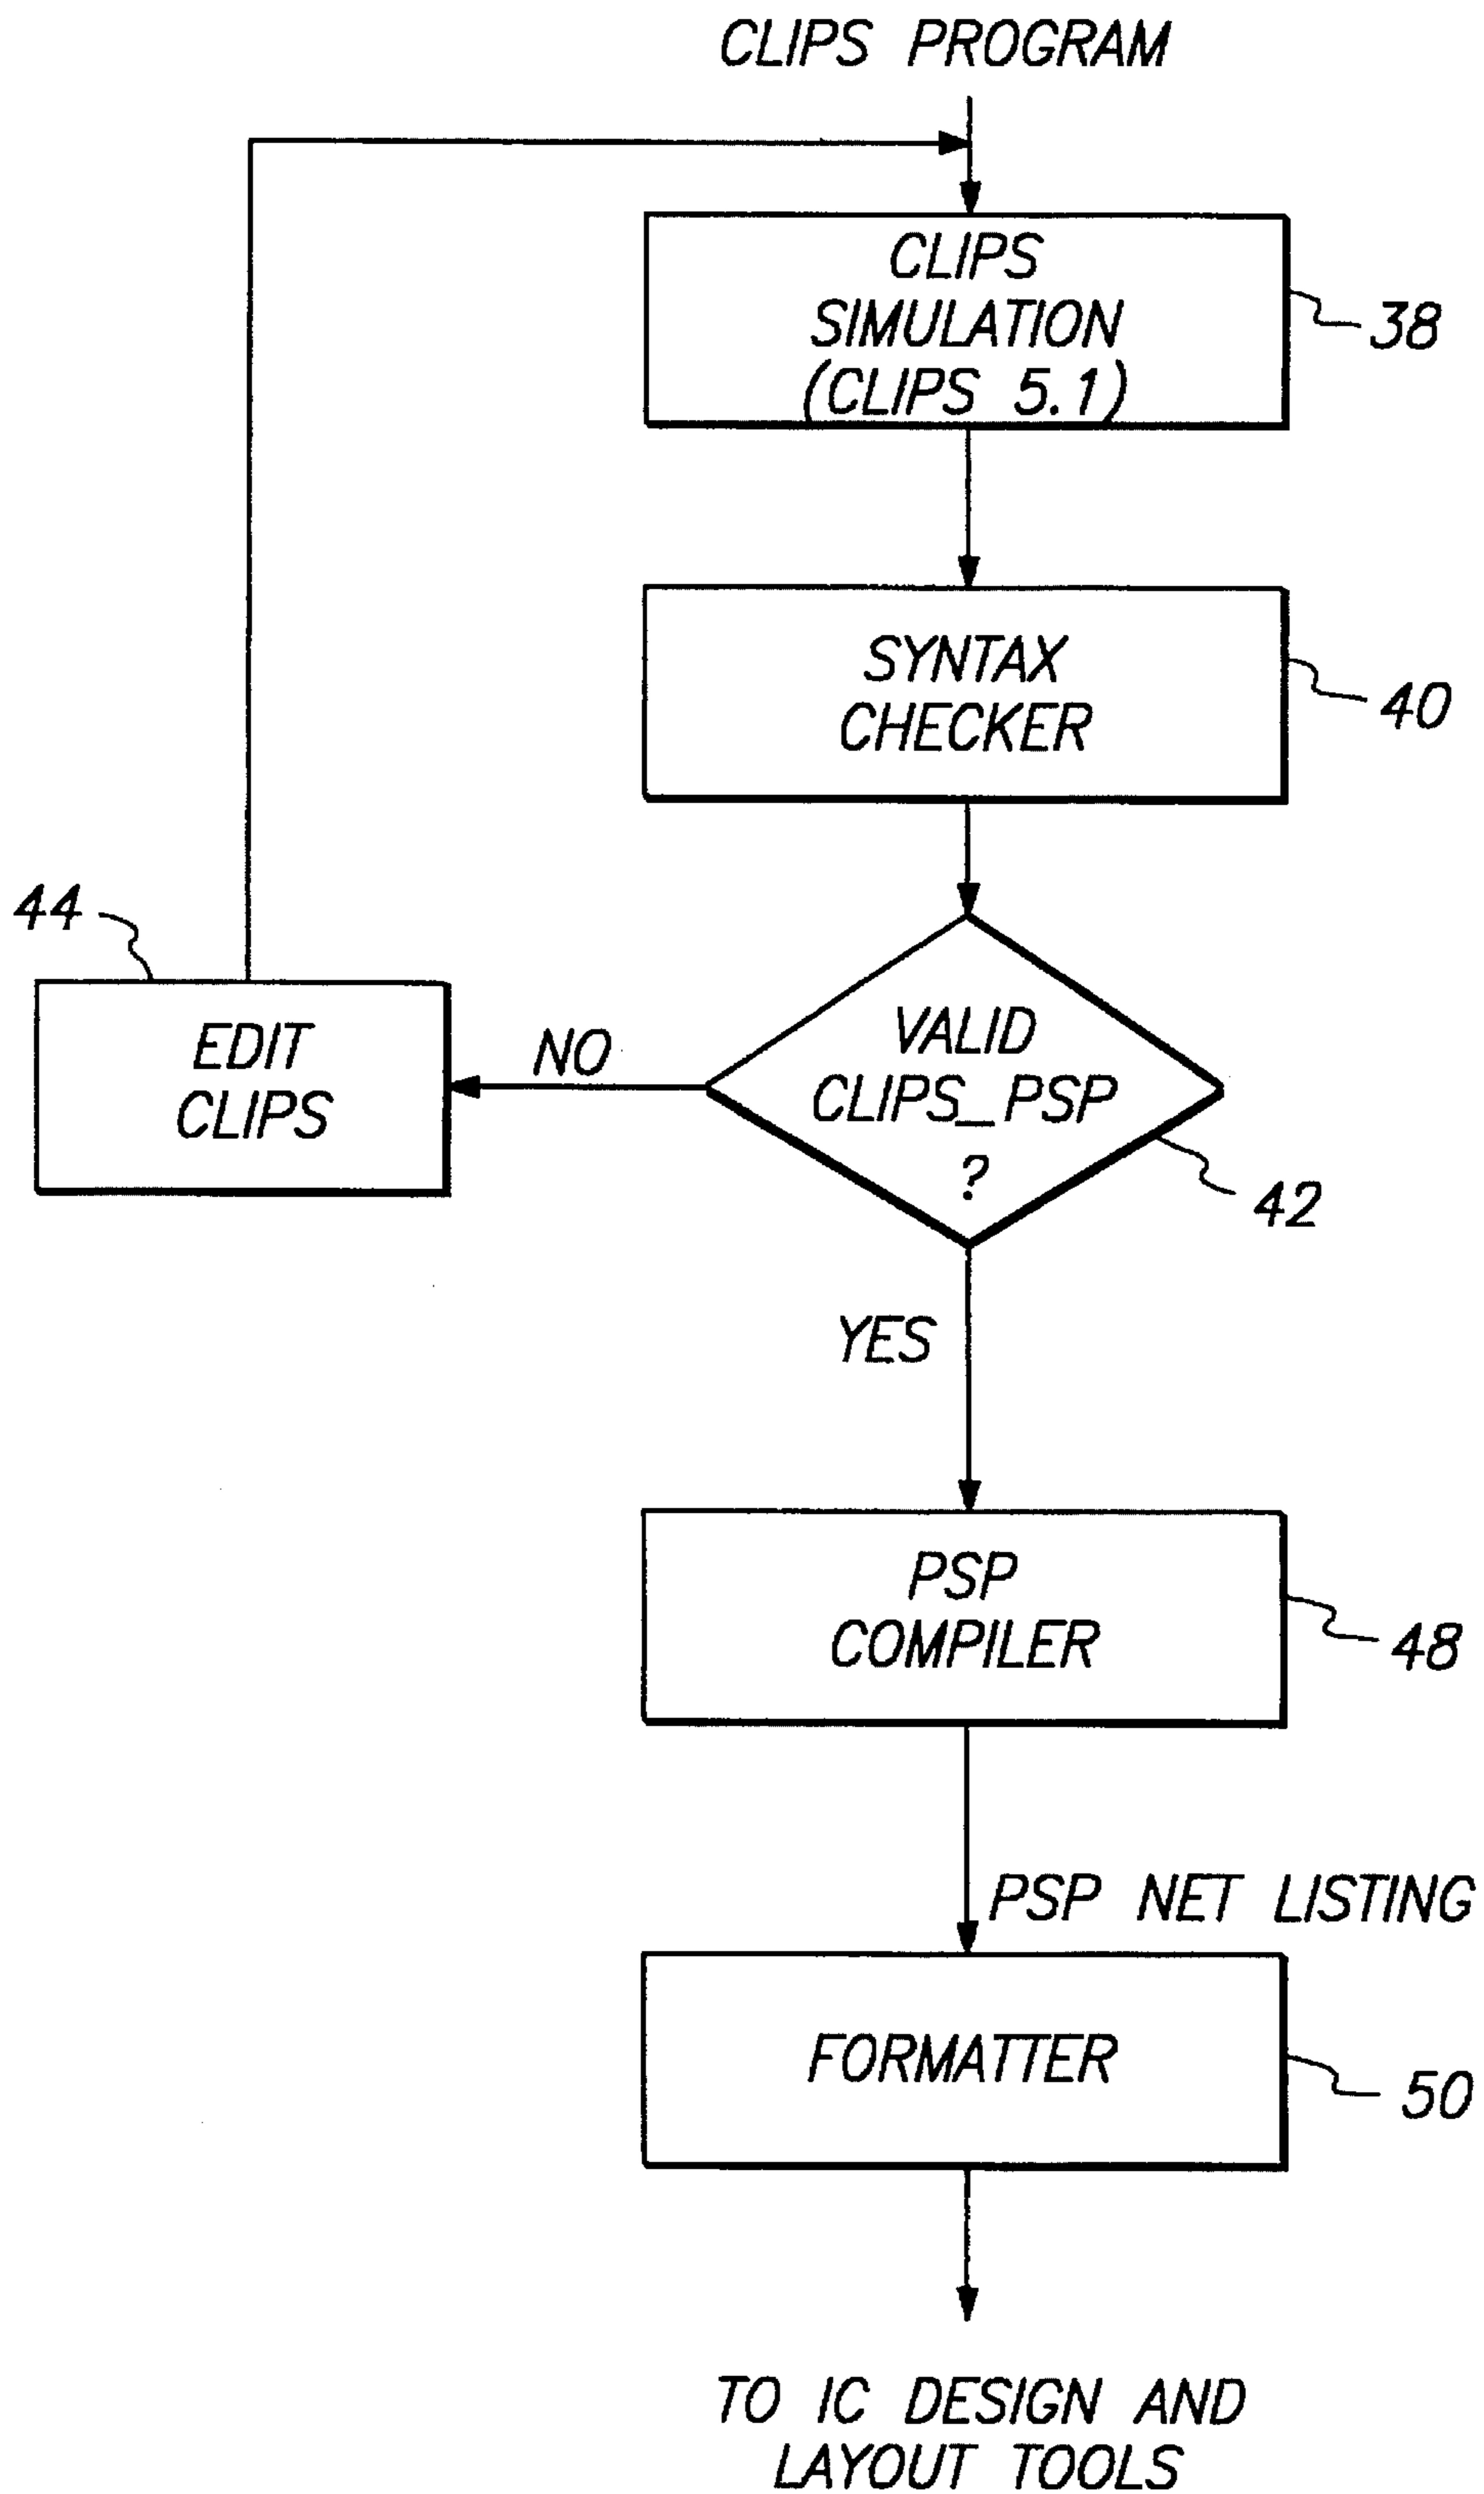 CLIPS PROGRAM
CLIPS
SIMULATION
(CLIPS 5.1)
38
SYNTAX
CHECKER
40
44
EDIT
CLIPS
NO
VALID
CLIPS_PSP
?
42
YES
PSP
COMPILER
48
PSP NET LISTING
FORMATTER
50
TO IC DESIGN AND
LAYOUT TOOLS